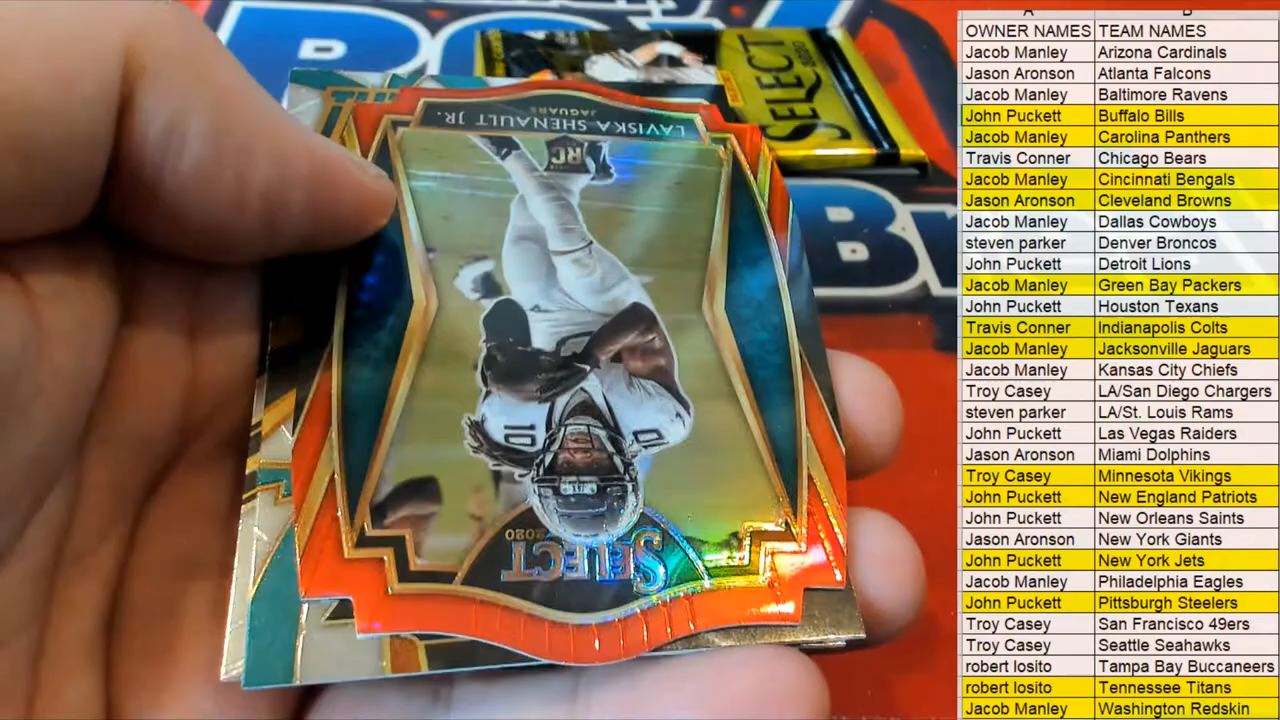 SELECT
2020
LAVISKA SHENAULT JR.
JAGUARS
RC
10
10
SELECT
2020
A B
OWNER NAMES TEAM NAMES
Jacob Manley Arizona Cardinals
Jason Aronson Atlanta Falcons
Jacob Manley Baltimore Ravens
John Puckett Buffalo Bills
Jacob Manley Carolina Panthers
Travis Conner Chicago Bears
Jacob Manley Cincinnati Bengals
Jason Aronson Cleveland Browns
Jacob Manley Dallas Cowboys
steven parker Denver Broncos
John Puckett Detroit Lions
Jacob Manley Green Bay Packers
John Puckett Houston Texans
Travis Conner Indianapolis Colts
Jacob Manley Jacksonville Jaguars
Jacob Manley Kansas City Chiefs
Troy Casey LA/San Diego Chargers
steven parker LA/St. Louis Rams
John Puckett Las Vegas Raiders
Jason Aronson Miami Dolphins
Troy Casey Minnesota Vikings
John Puckett New England Patriots
John Puckett New Orleans Saints
Jason Aronson New York Giants
John Puckett New York Jets
Jacob Manley Philadelphia Eagles
John Puckett Pittsburgh Steelers
Troy Casey San Francisco 49ers
Troy Casey Seattle Seahawks
robert losito Tampa Bay Buccaneers
robert losito Tennessee Titans
Jacob Manley Washington Redskin